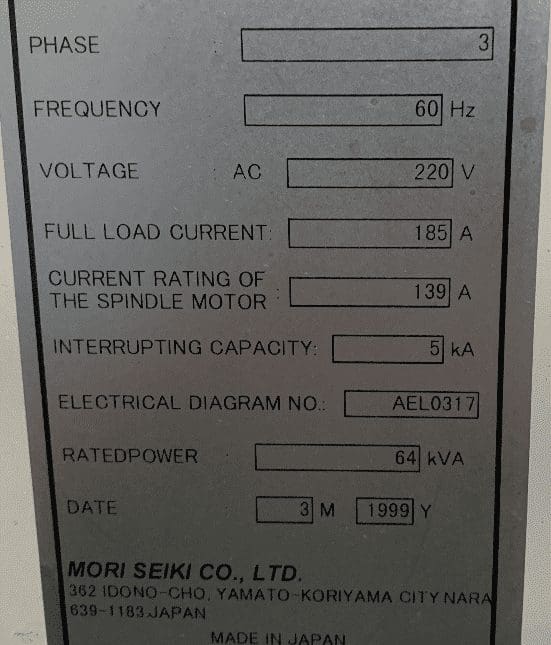 PHASE : 3
FREQUENCY 60 Hz
VOLTAGE : AC 220 V
FULL LOAD CURRENT: 185 A
CURRENT RATING OF
THE SPINDLE MOTOR : 139 A
INTERRUPTING CAPACITY: 5 kA
ELECTRICAL DIAGRAM NO.: AEL0317
RATEDPOWER : 64 kVA
DATE : 3 M 1999 Y
MORI SEIKI CO., LTD.
362 IDONO-CHO, YAMATO-KORIYAMA CITY NARA
639-1183 JAPAN
MADE IN JAPAN